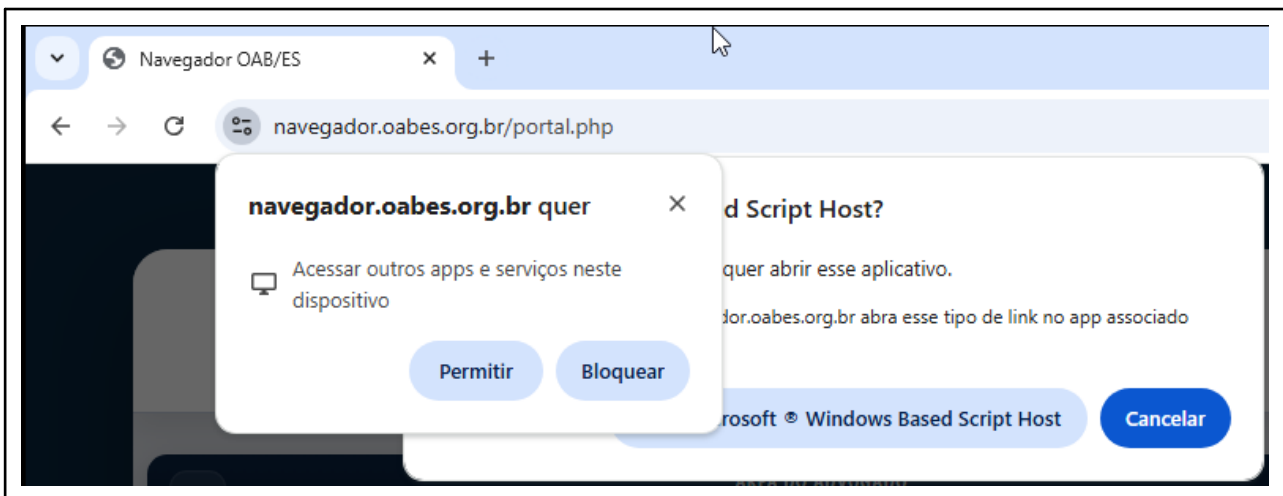 Navegador OAB/ES
navegador.oabes.org.br/portal.php
navegador.oabes.org.br quer
Acessar outros apps e serviços neste
dispositivo
Permitir
Bloquear
d Script Host?
quer abrir esse aplicativo.
dor.oabes.org.br abra esse tipo de link no app associado
rosoft ® Windows Based Script Host
Cancelar